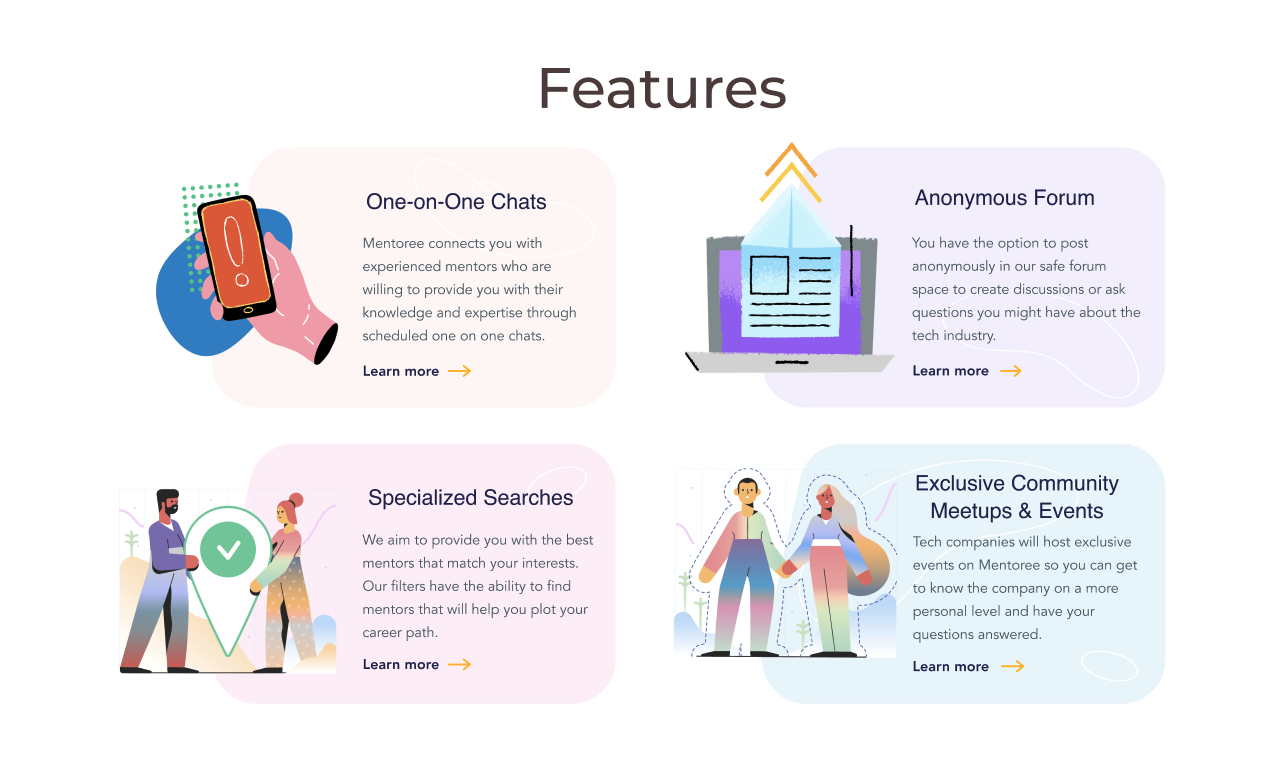 Features
One-on-One Chats
Mentoree connects you with
experienced mentors who are
willing to provide you with their
knowledge and expertise through
scheduled one on one chats.
Learn more
Anonymous Forum
You have the option to post
anonymously in our safe forum
space to create discussions or ask
questions you might have about the
tech industry.
Learn more
Specialized Searches
We aim to provide you with the best
mentors that match your interests.
Our filters have the ability to find
mentors that will help you plot your
career path.
Learn more
Exclusive Community
Meetups & Events
Tech companies will host exclusive
events on Mentoree so you can get
to know the company on a more
personal level and have your
questions answered.
Learn more